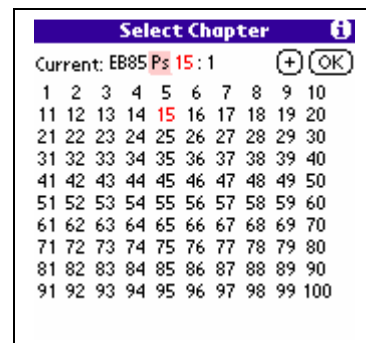 Select Chapter i
Current: EB85 Ps 15 : 1 + OK
1 2 3 4 5 6 7 8 9 10
11 12 13 14 15 16 17 18 19 20
21 22 23 24 25 26 27 28 29 30
31 32 33 34 35 36 37 38 39 40
41 42 43 44 45 46 47 48 49 50
51 52 53 54 55 56 57 58 59 60
61 62 63 64 65 66 67 68 69 70
71 72 73 74 75 76 77 78 79 80
81 82 83 84 85 86 87 88 89 90
91 92 93 94 95 96 97 98 99 100